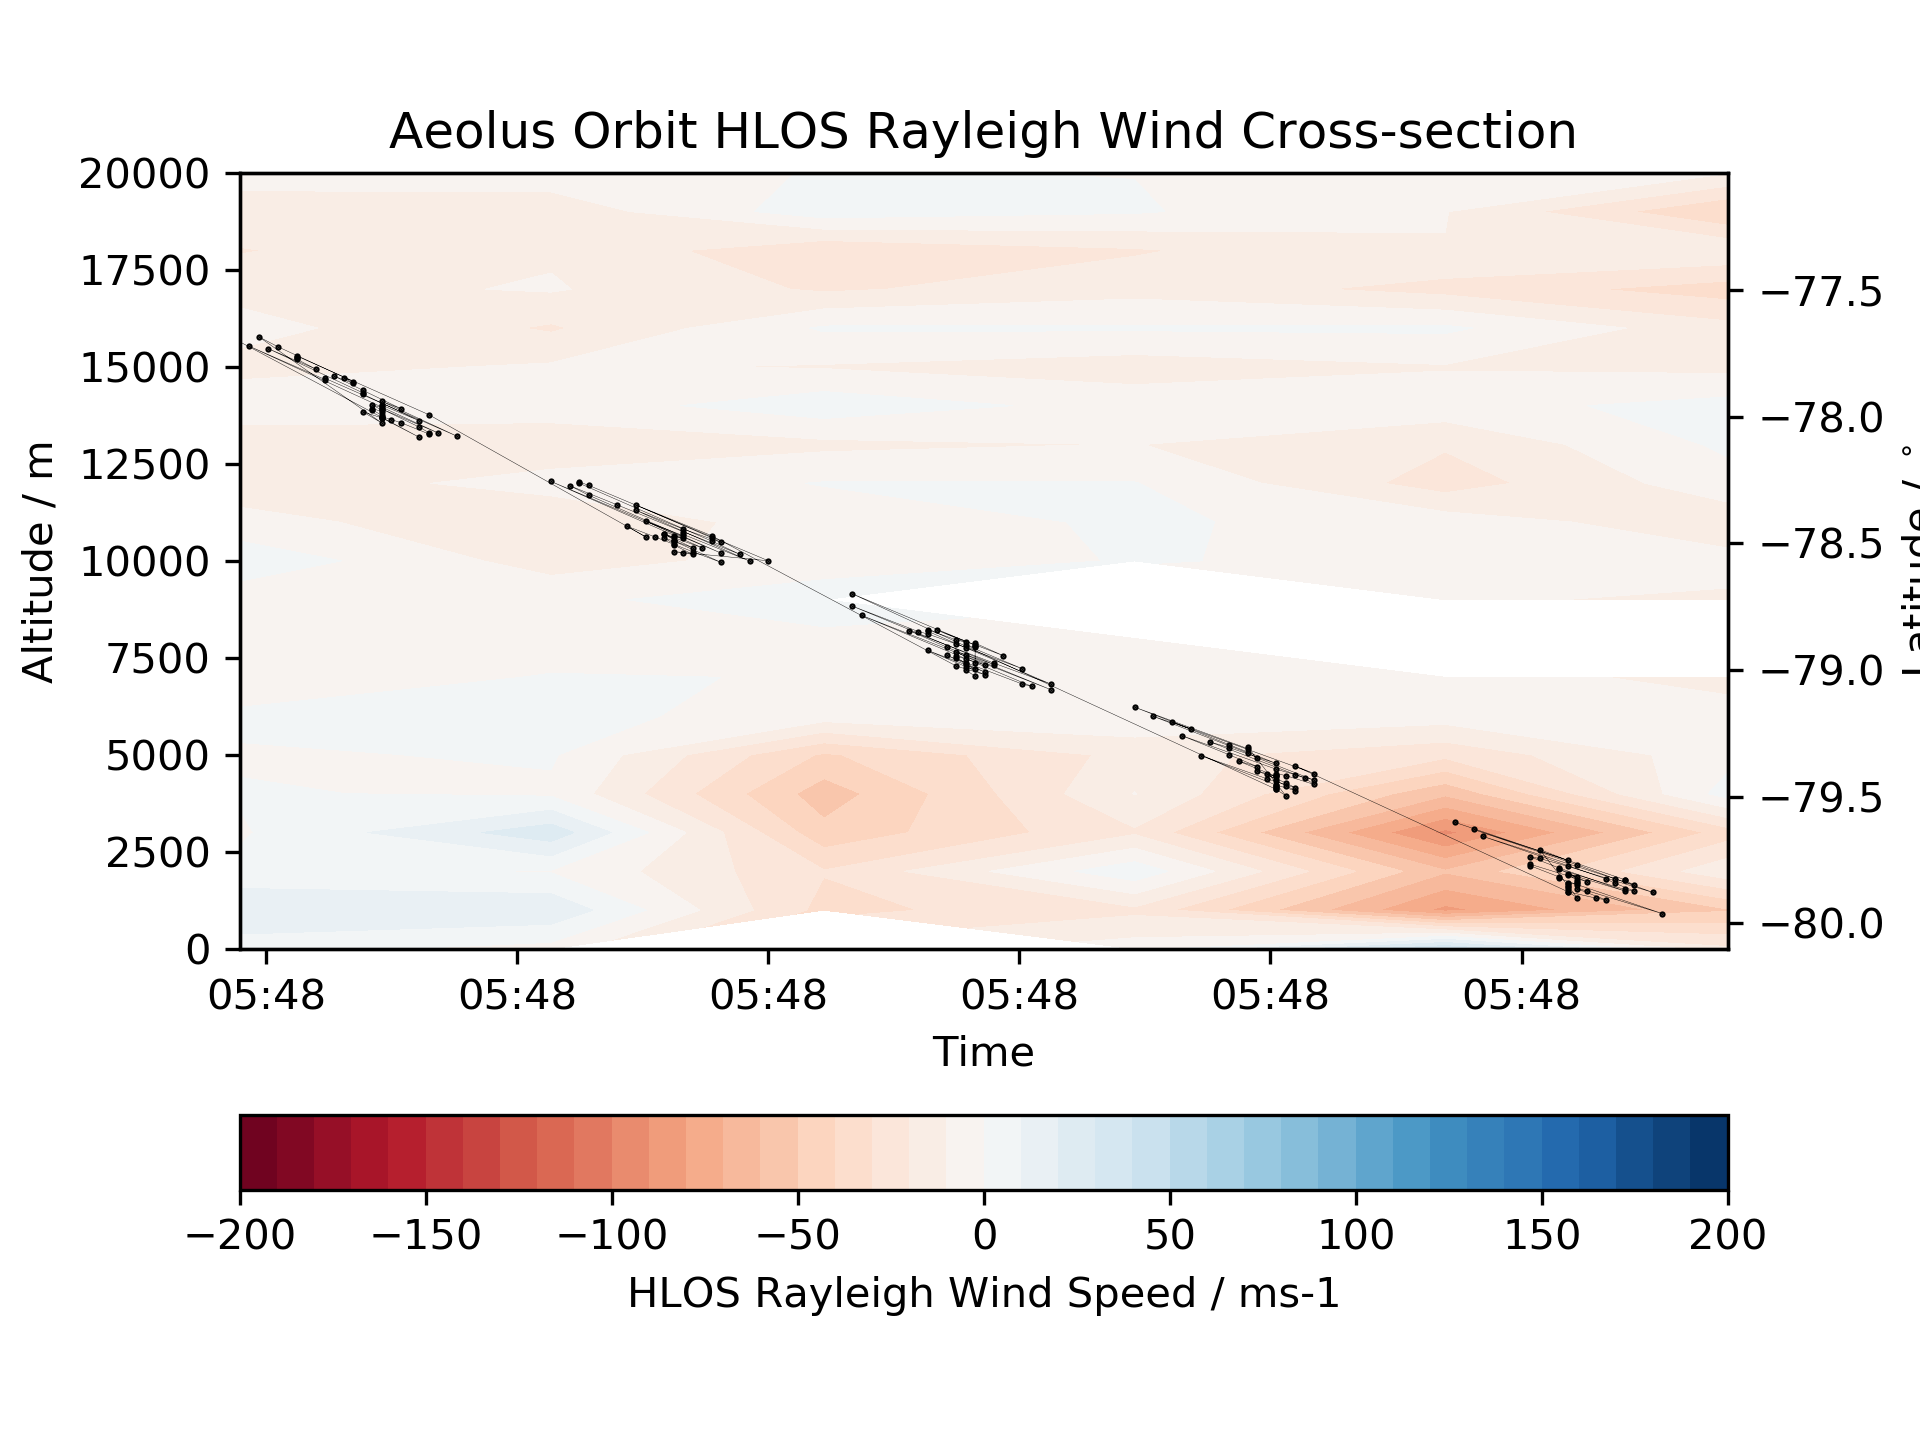 Aeolus Orbit HLOS Rayleigh Wind Cross-section
20000
17500
15000
12500
10000
7500
5000
2500
0
Altitude / m
−77.5
−78.0
−78.5
−79.0
−79.5
−80.0
Latitude / °
05:48 05:48 05:48 05:48 05:48 05:48
Time
−200 −150 −100 −50 0 50 100 150 200
HLOS Rayleigh Wind Speed / ms-1